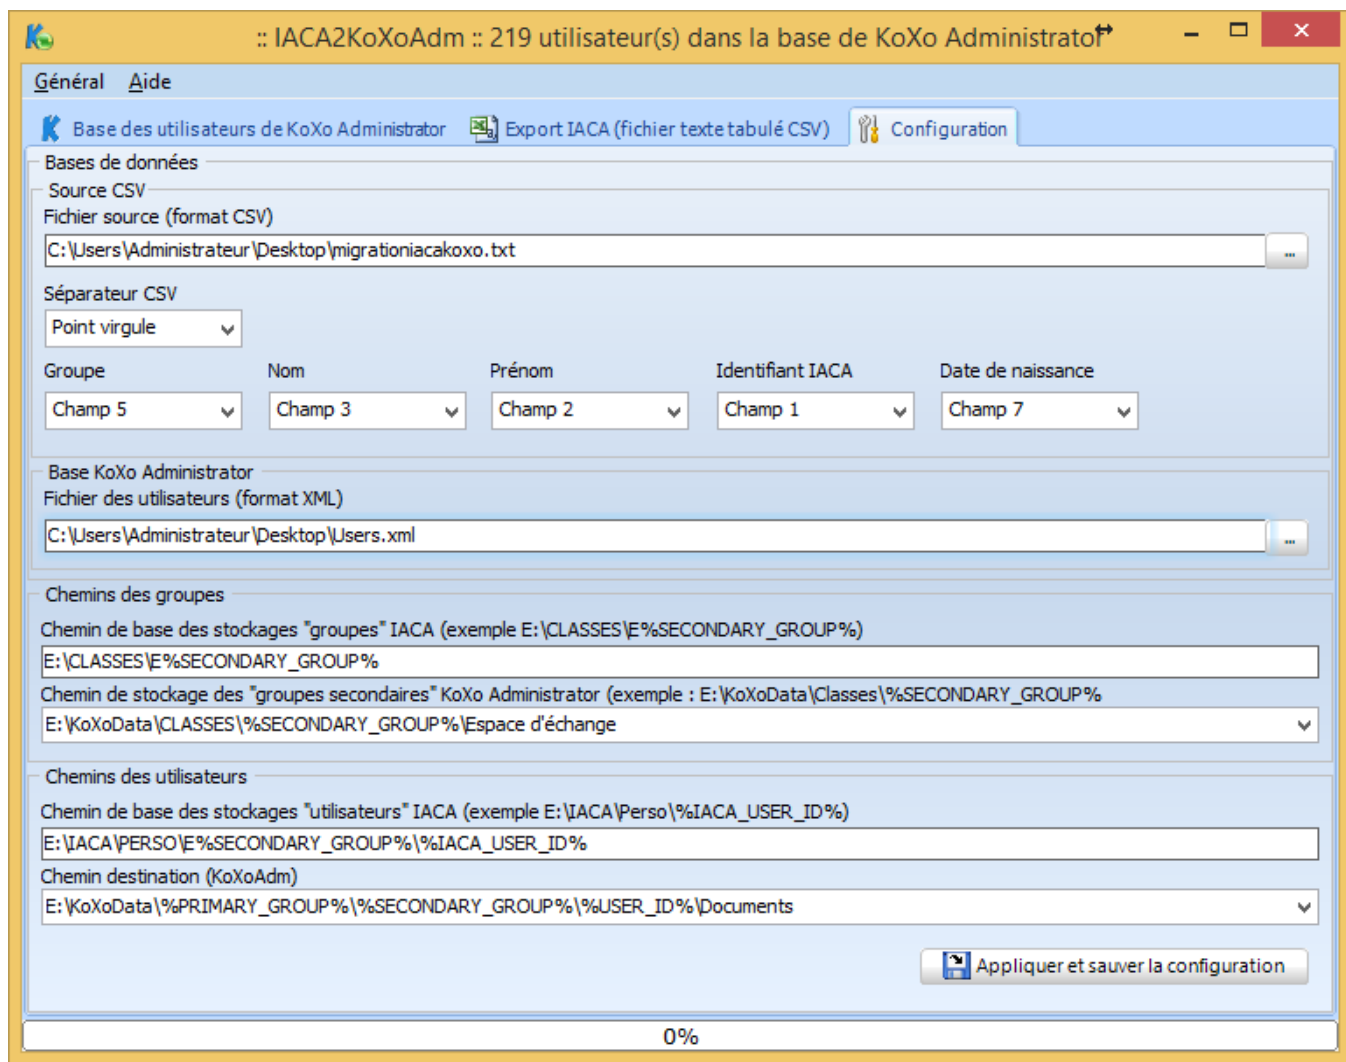 :: IACA2KoXoAdm :: 219 utilisateur(s) dans la base de KoXo Administrator
Général Aide
Base des utilisateurs de KoXo Administrator Export IACA (fichier texte tabulé CSV) Configuration
Bases de données
Source CSV
Fichier source (format CSV)
C:\Users\Administrateur\Desktop\migrationiacakoxo.txt ...
Séparateur CSV
Point virgule
Groupe Nom Prénom Identifiant IACA Date de naissance
Champ 5 Champ 3 Champ 2 Champ 1 Champ 7
Base KoXo Administrator
Fichier des utilisateurs (format XML)
C:\Users\Administrateur\Desktop\Users.xml ...
Chemins des groupes
Chemin de base des stockages "groupes" IACA (exemple E:\CLASSES\E%SECONDARY_GROUP%)
E:\CLASSES\E%SECONDARY_GROUP%
Chemin de stockage des "groupes secondaires" KoXo Administrator (exemple : E:\KoXoData\Classes\%SECONDARY_GROUP%
E:\KoXoData\CLASSES\%SECONDARY_GROUP%\Espace d'échange
Chemins des utilisateurs
Chemin de base des stockages "utilisateurs" IACA (exemple E:\IACA\Perso\%IACA_USER_ID%)
E:\IACA\PERSO\E%SECONDARY_GROUP%\%IACA_USER_ID%
Chemin destination (KoXoAdm)
E:\KoXoData\%PRIMARY_GROUP%\%SECONDARY_GROUP%\%USER_ID%\Documents
Appliquer et sauver la configuration
0%